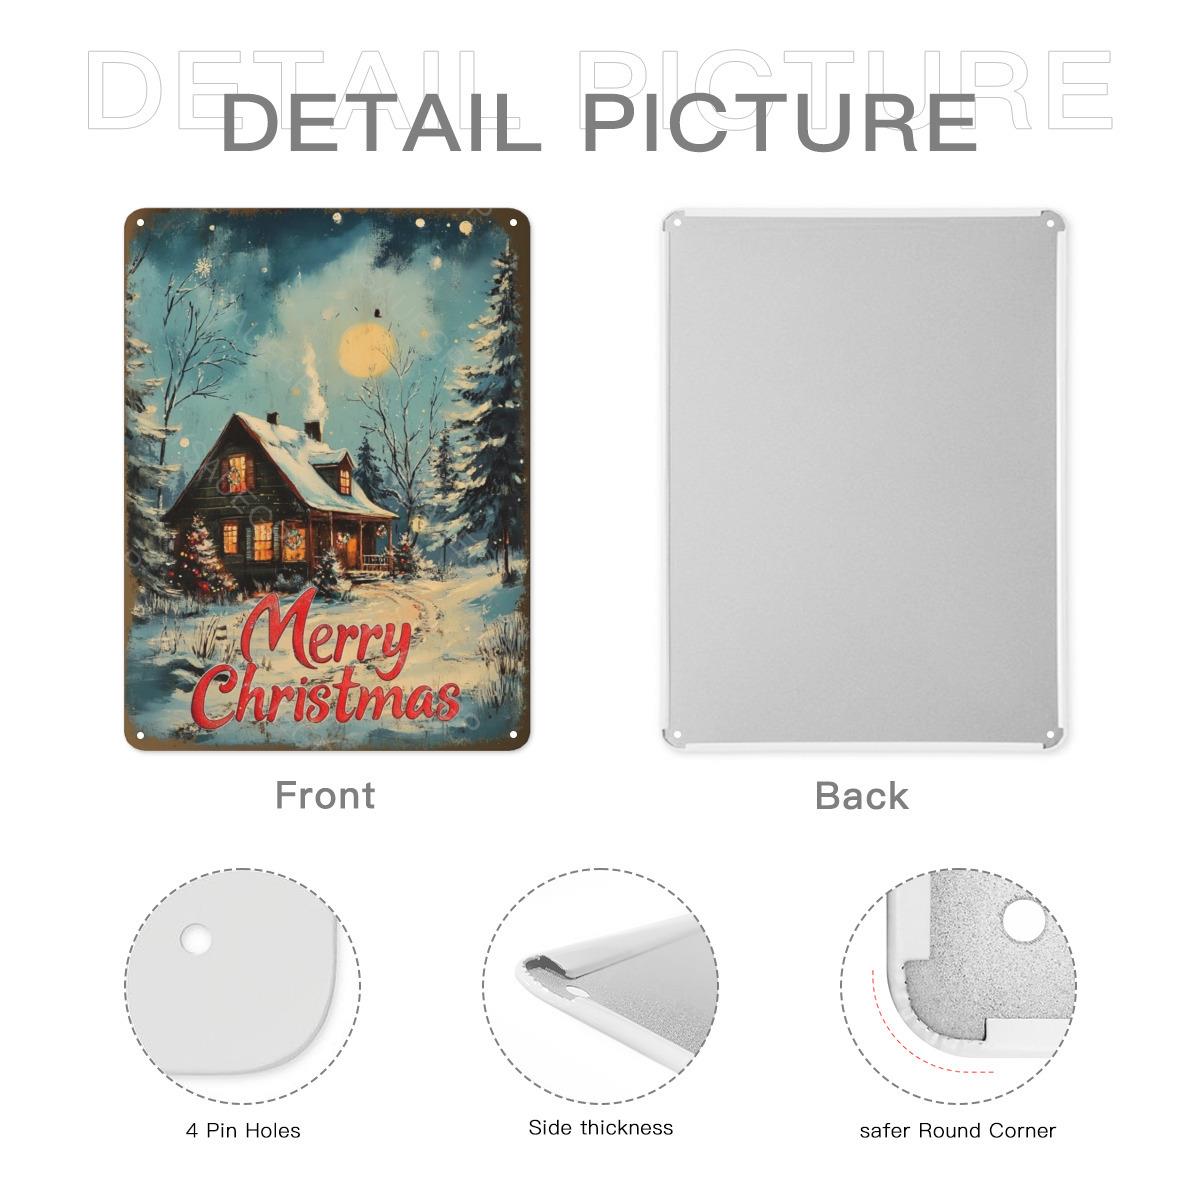 DETAIL PICTURE
DETAIL PICTURE
Merry
Christmas
Front
Back
4 Pin Holes
Side thickness
safer Round Corner